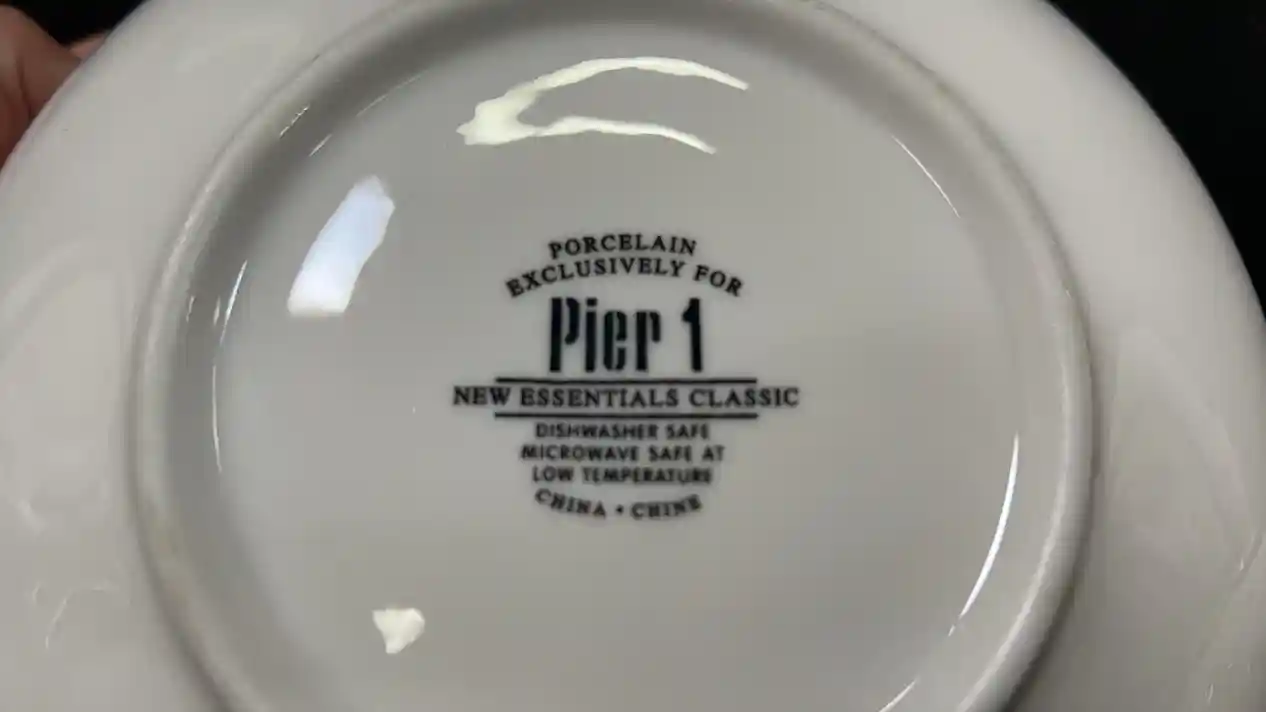 PORCELAIN
EXCLUSIVELY FOR
Pier 1
NEW ESSENTIALS CLASSIC
DISHWASHER SAFE
MICROWAVE SAFE AT
LOW TEMPERATURE
CHINA • CHINE